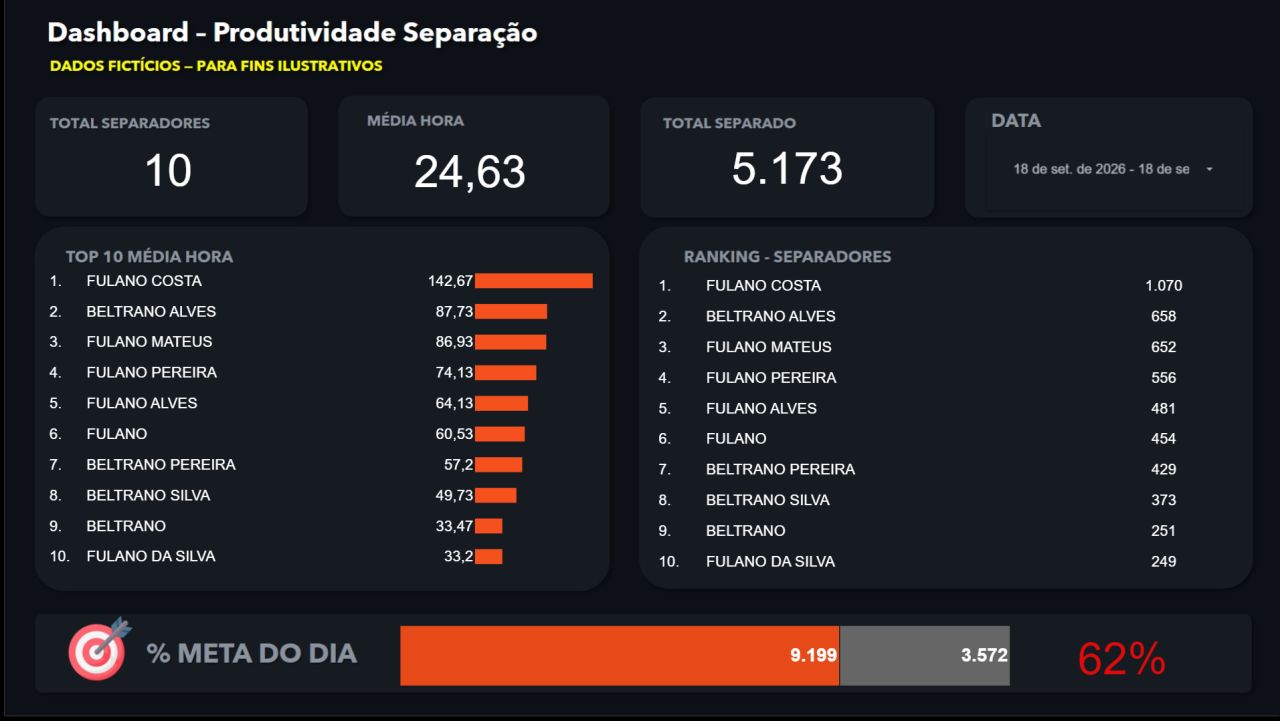 Dashboard – Produtividade Separação
DADOS FICTÍCIOS – PARA FINS ILUSTRATIVOS
TOTAL SEPARADORES
10
MÉDIA HORA
24,63
TOTAL SEPARADO
5.173
DATA
18 de set. de 2026 - 18 de se
TOP 10 MÉDIA HORA
1. FULANO COSTA 142,67
2. BELTRANO ALVES 87,73
3. FULANO MATEUS 86,93
4. FULANO PEREIRA 74,13
5. FULANO ALVES 64,13
6. FULANO 60,53
7. BELTRANO PEREIRA 57,2
8. BELTRANO SILVA 49,73
9. BELTRANO 33,47
10. FULANO DA SILVA 33,2
RANKING - SEPARADORES
1. FULANO COSTA 1.070
2. BELTRANO ALVES 658
3. FULANO MATEUS 652
4. FULANO PEREIRA 556
5. FULANO ALVES 481
6. FULANO 454
7. BELTRANO PEREIRA 429
8. BELTRANO SILVA 373
9. BELTRANO 251
10. FULANO DA SILVA 249
% META DO DIA
9.199
3.572
62%